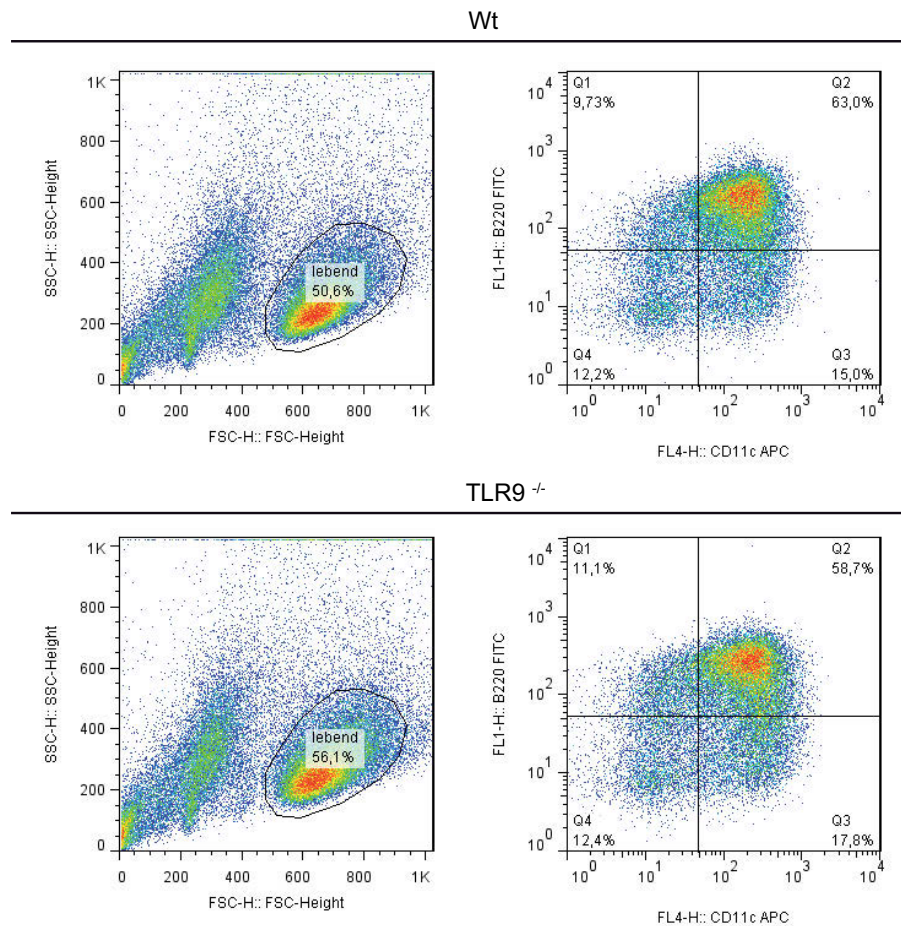 Wt
1K
800
600
400
200
0
SSC-H:: SSC-Height
lebend
50,6%
0 200 400 600 800 1K
FSC-H:: FSC-Height
Q1
9,73%
Q2
63,0%
10^4
10^3
10^2
10^1
10^0
FL1-H:: B220 FITC
Q4
12,2%
Q3
15,0%
10^0 10^1 10^2 10^3 10^4
FL4-H:: CD11c APC
TLR9 -/-
1K
800
600
400
200
0
SSC-H:: SSC-Height
lebend
56,1%
0 200 400 600 800 1K
FSC-H:: FSC-Height
Q1
11,1%
Q2
58,7%
10^4
10^3
10^2
10^1
10^0
FL1-H:: B220 FITC
Q4
12,4%
Q3
17,8%
10^0 10^1 10^2 10^3 10^4
FL4-H:: CD11c APC